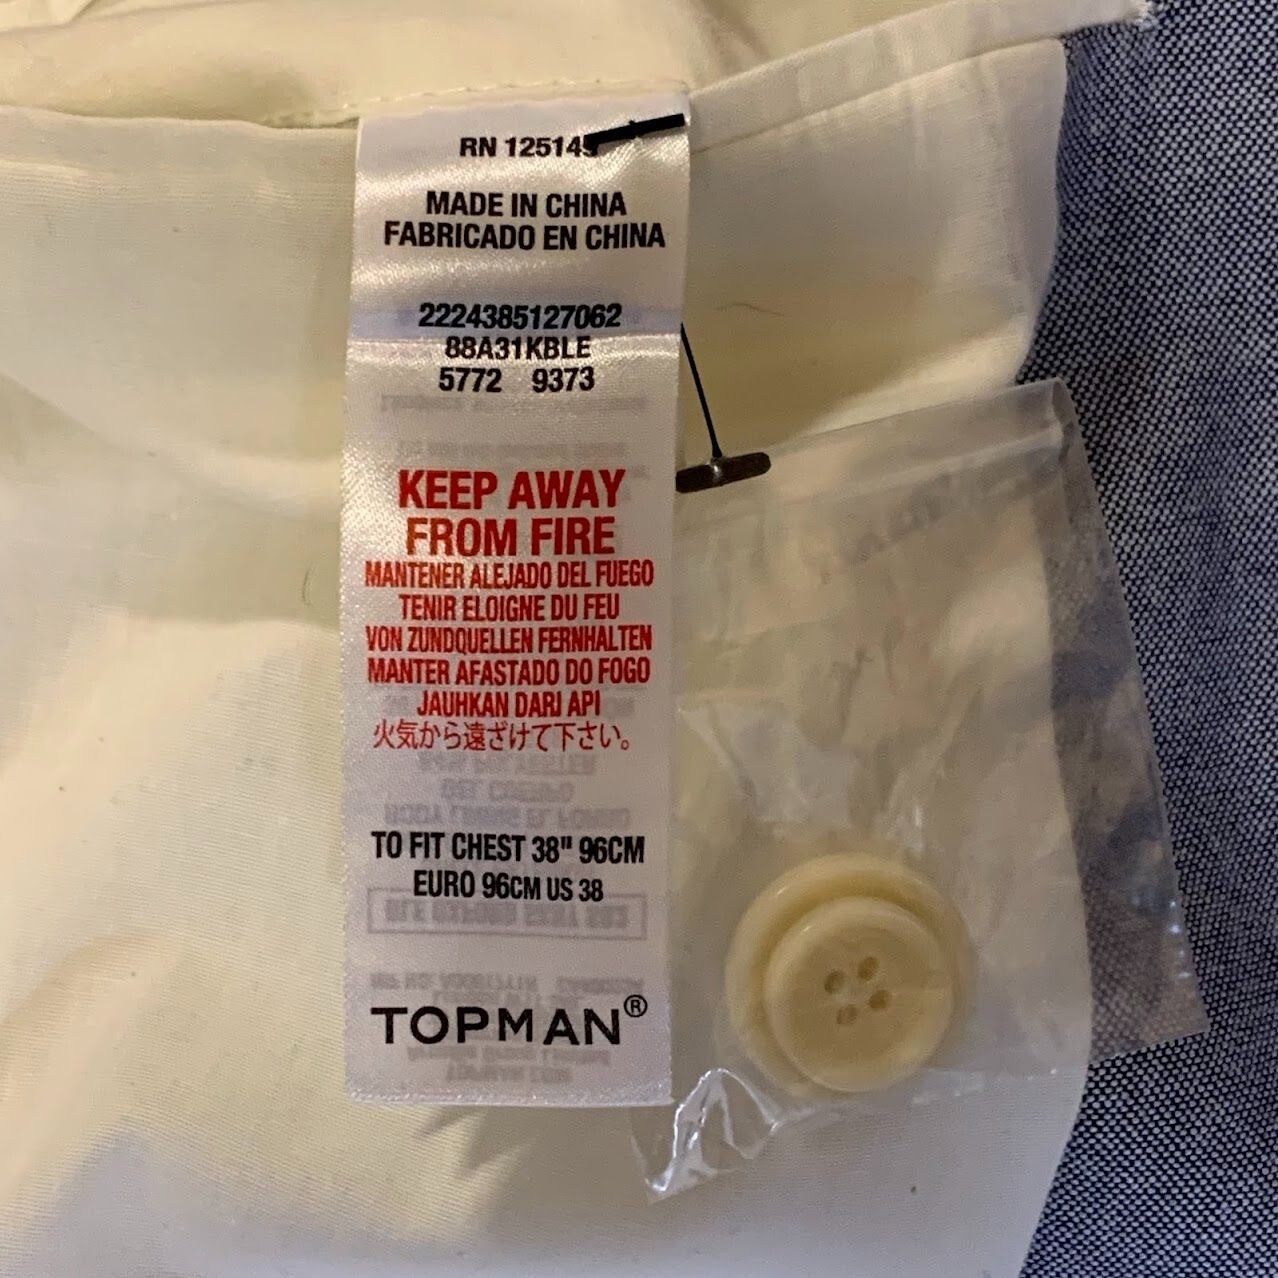 RN 125145
MADE IN CHINA
FABRICADO EN CHINA
2224385127062
88A31KBLE
5772 9373
KEEP AWAY
FROM FIRE
MANTENER ALEJADO DEL FUEGO
TENIR ELOIGNE DU FEU
VON ZUNDQUELLEN FERNHALTEN
MANTER AFASTADO DO FOGO
JAUHKAN DARI API
火気から遠ざけて下さい。
TO FIT CHEST 38" 96CM
EURO 96CM US 38
TOPMAN®